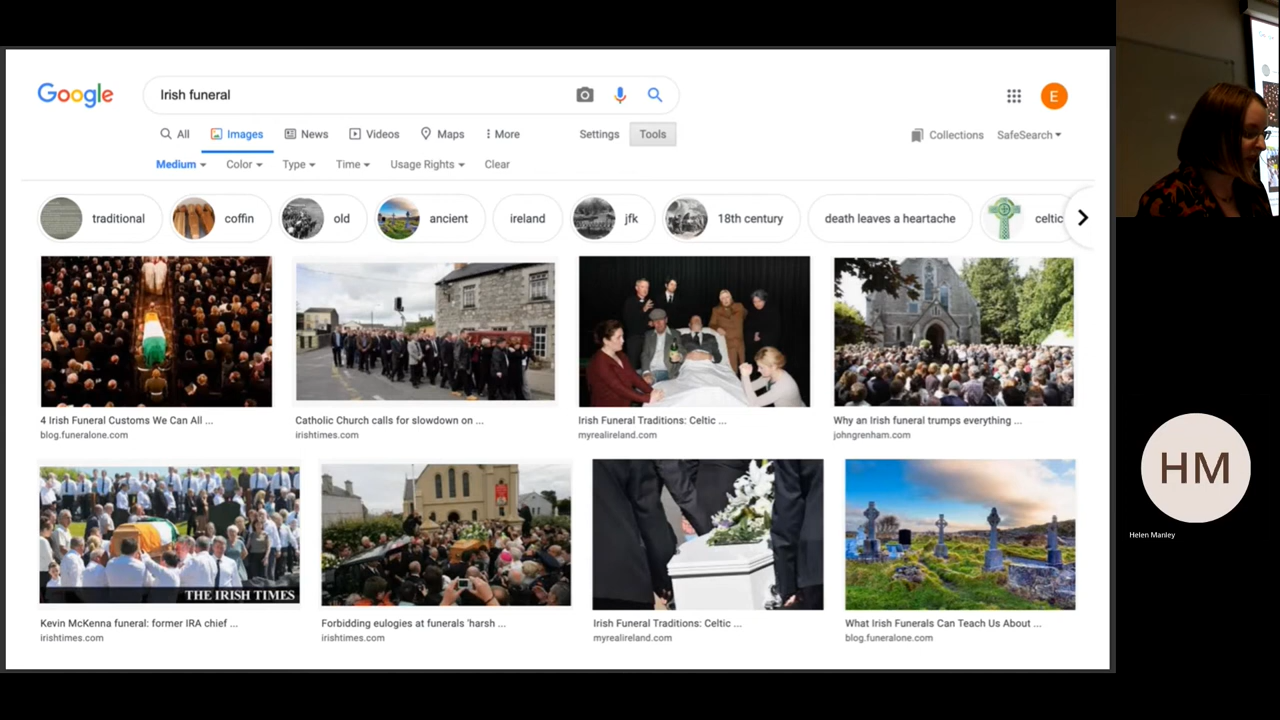 Google
Irish funeral
E
All
Images
News
Videos
Maps
More
Settings
Tools
Collections
SafeSearch
Medium
Color
Type
Time
Usage Rights
Clear
traditional
coffin
old
ancient
ireland
jfk
18th century
death leaves a heartache
celtic
4 Irish Funeral Customs We Can All ...
blog.funeralone.com
Catholic Church calls for slowdown on ...
irishtimes.com
Irish Funeral Traditions: Celtic ...
myrealireland.com
Why an Irish funeral trumps everything ...
johngrenham.com
THE IRISH TIMES
Kevin McKenna funeral: former IRA chief ...
irishtimes.com
Forbidding eulogies at funerals 'harsh ...
irishtimes.com
Irish Funeral Traditions: Celtic ...
myrealireland.com
What Irish Funerals Can Teach Us About ...
blog.funeralone.com
HM
Helen Manley